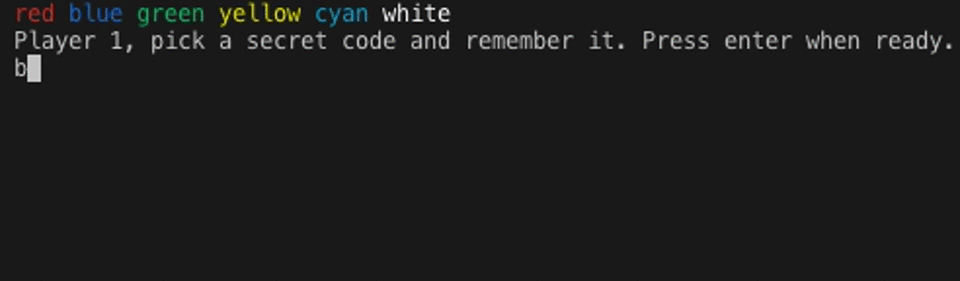 red blue green yellow cyan white
Player 1, pick a secret code and remember it. Press enter when ready.
b